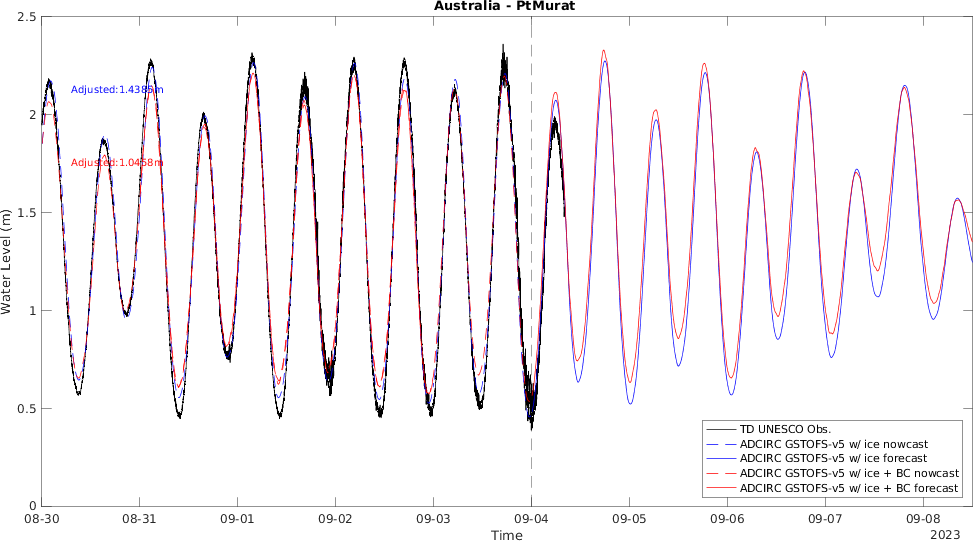 Australia - PtMurat
2.5
2
1.5
1
0.5
0
Water Level (m)
Adjusted:1.4385m
Adjusted:1.0458m
TD UNESCO Obs.
ADCIRC GSTOFS-v5 w/ ice nowcast
ADCIRC GSTOFS-v5 w/ ice forecast
ADCIRC GSTOFS-v5 w/ ice + BC nowcast
ADCIRC GSTOFS-v5 w/ ice + BC forecast
08-30 08-31 09-01 09-02 09-03 09-04 09-05 09-06 09-07 09-08
Time
2023